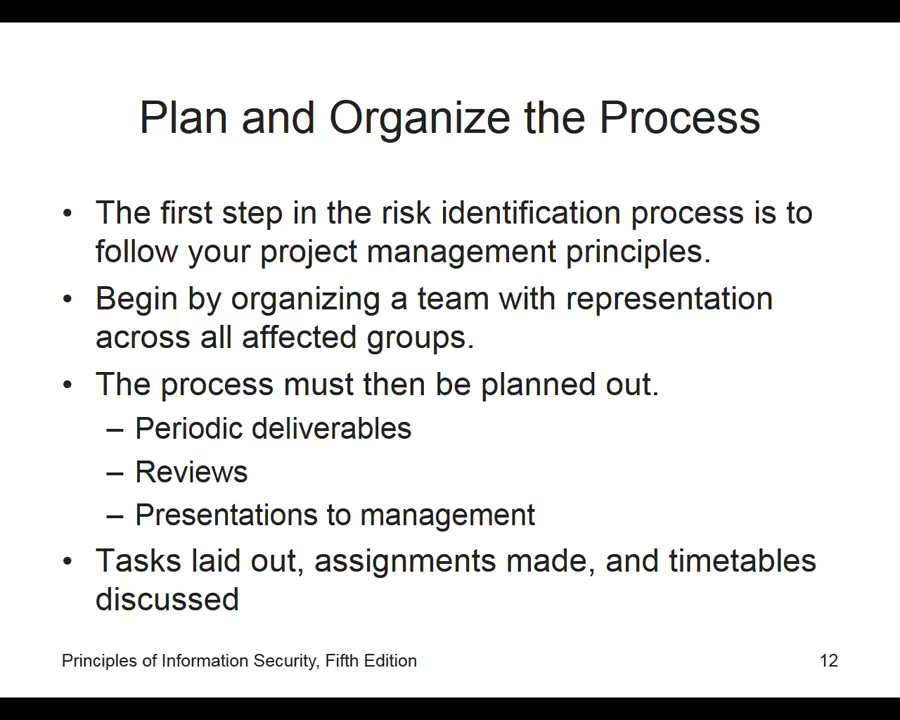 Plan and Organize the Process
• The first step in the risk identification process is to
follow your project management principles.
• Begin by organizing a team with representation
across all affected groups.
• The process must then be planned out.
– Periodic deliverables
– Reviews
– Presentations to management
• Tasks laid out, assignments made, and timetables
discussed
Principles of Information Security, Fifth Edition
12